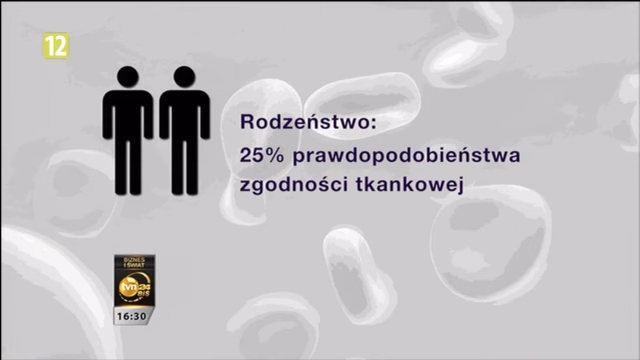 12
Rodzeństwo:
25% prawdopodobieństwa
zgodności tkankowej
BIZNES
I ŚWIAT
tvn24
BiS
16:30